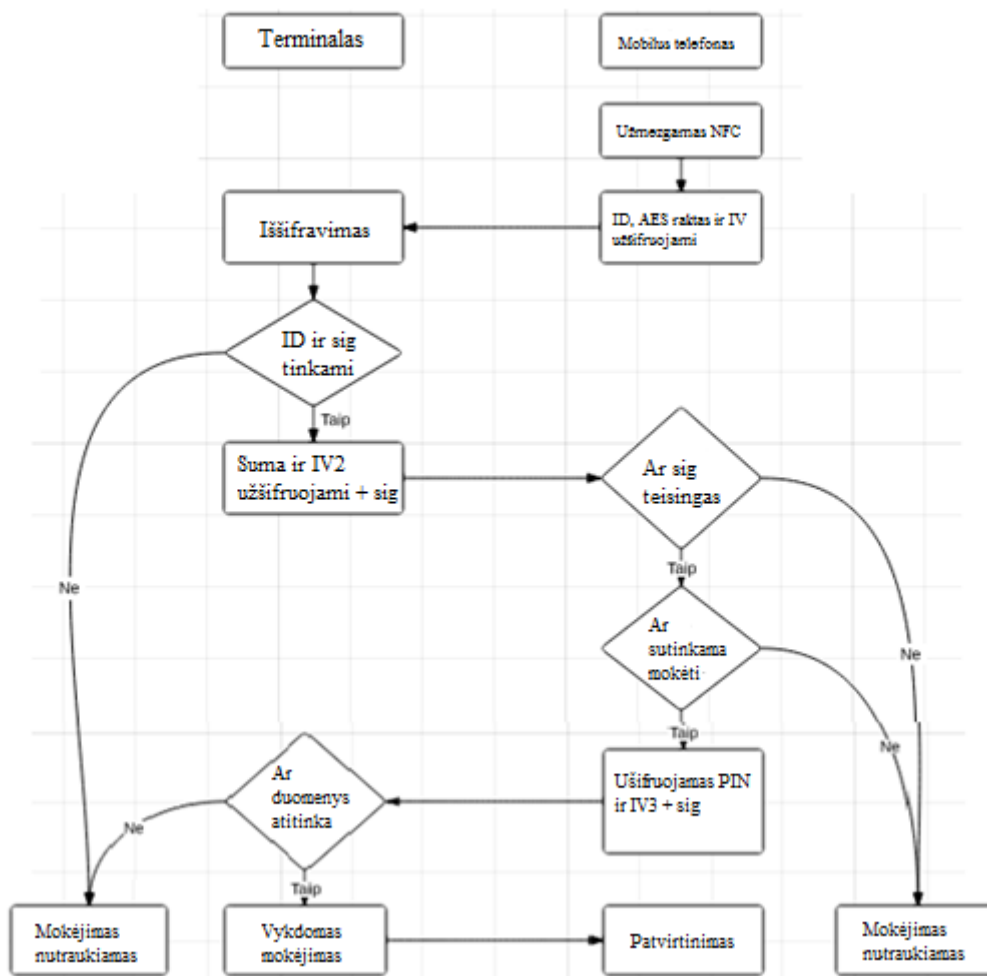 Terminalas
Mobilus telefonas
Užmezgamas NFC
Iššifravimas
ID, AES raktas ir IV
užšifruojami
ID ir sig
tinkami
Taip
Suma ir IV2
užšifruojami + sig
Ar sig
teisingas
Ne
Taip
Ar
sutinkama
mokėti
Ne
Taip
Ne
Ar
duomenys
atitinka
Ušifruojamas PIN
ir IV3 + sig
Ne
Taip
Mokėjimas
nutraukiamas
Vykdomas
mokėjimas
Patvirtinimas
Mokėjimas
nutraukiamas